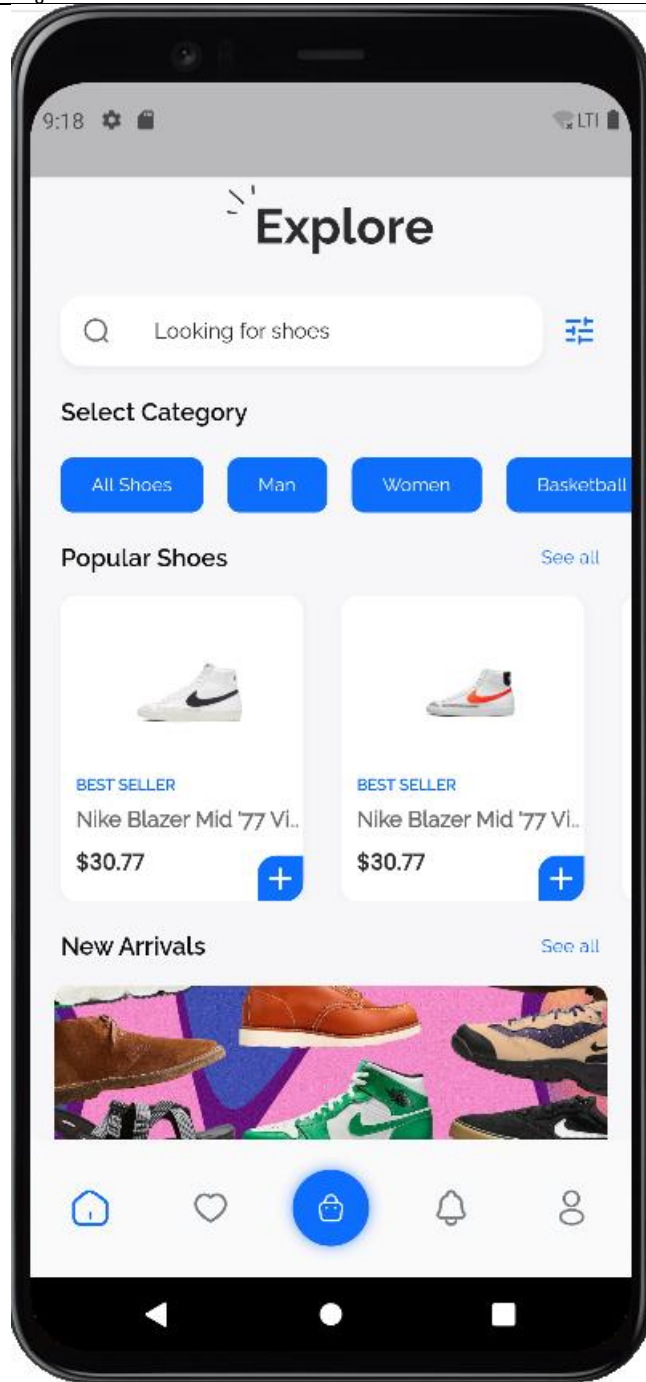 9:18 LTI
Explore
Looking for shoes
Select Category
All Shoes Man Women Basketball
Popular Shoes See all
BEST SELLER BEST SELLER
Nike Blazer Mid '77 Vi.. Nike Blazer Mid '77 Vi..
$30.77 $30.77
New Arrivals See all